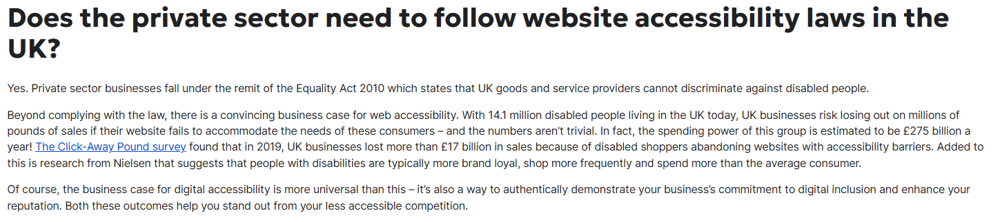 Does the private sector need to follow website accessibility laws in the
UK?
Yes. Private sector businesses fall under the remit of the Equality Act 2010 which states that UK goods and service providers cannot discriminate against disabled people.
Beyond complying with the law, there is a convincing business case for web accessibility. With 14.1 million disabled people living in the UK today, UK businesses risk losing out on millions of
pounds of sales if their website fails to accommodate the needs of these consumers – and the numbers aren’t trivial. In fact, the spending power of this group is estimated to be £275 billion a
year! The Click-Away Pound survey found that in 2019, UK businesses lost more than £17 billion in sales because of disabled shoppers abandoning websites with accessibility barriers. Added to
this is research from Nielsen that suggests that people with disabilities are typically more brand loyal, shop more frequently and spend more than the average consumer.
Of course, the business case for digital accessibility is more universal than this – it’s also a way to authentically demonstrate your business’s commitment to digital inclusion and enhance your
reputation. Both these outcomes help you stand out from your less accessible competition.